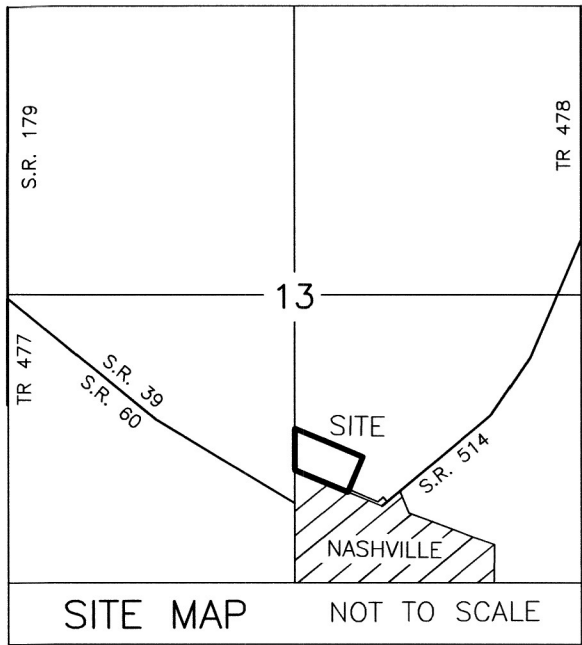 S.R. 179
TR 478
13
TR 477
S.R. 39
S.R. 60
SITE
S.R. 514
NASHVILLE
SITE MAP
NOT TO SCALE